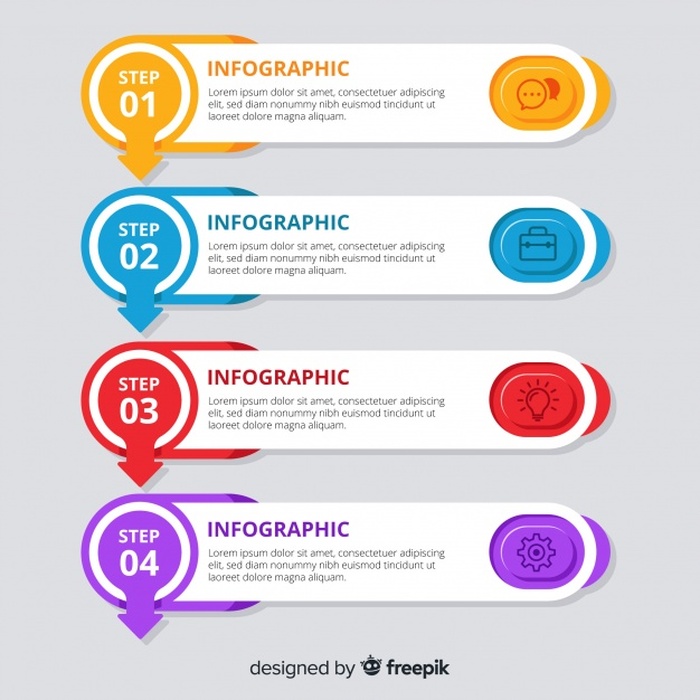 STEP
01
INFOGRAPHIC
Lorem ipsum dolor sit amet, consectetuer adipiscing
elit, sed diam nonummy nibh euismod tincidunt ut
laoreet dolore magna aliquam.
STEP
02
INFOGRAPHIC
Lorem ipsum dolor sit amet, consectetuer adipiscing
elit, sed diam nonummy nibh euismod tincidunt ut
laoreet dolore magna aliquam.
STEP
03
INFOGRAPHIC
Lorem ipsum dolor sit amet, consectetuer adipiscing
elit, sed diam nonummy nibh euismod tincidunt ut
laoreet dolore magna aliquam.
STEP
04
INFOGRAPHIC
Lorem ipsum dolor sit amet, consectetuer adipiscing
elit, sed diam nonummy nibh euismod tincidunt ut
laoreet dolore magna aliquam.
designed by freepik